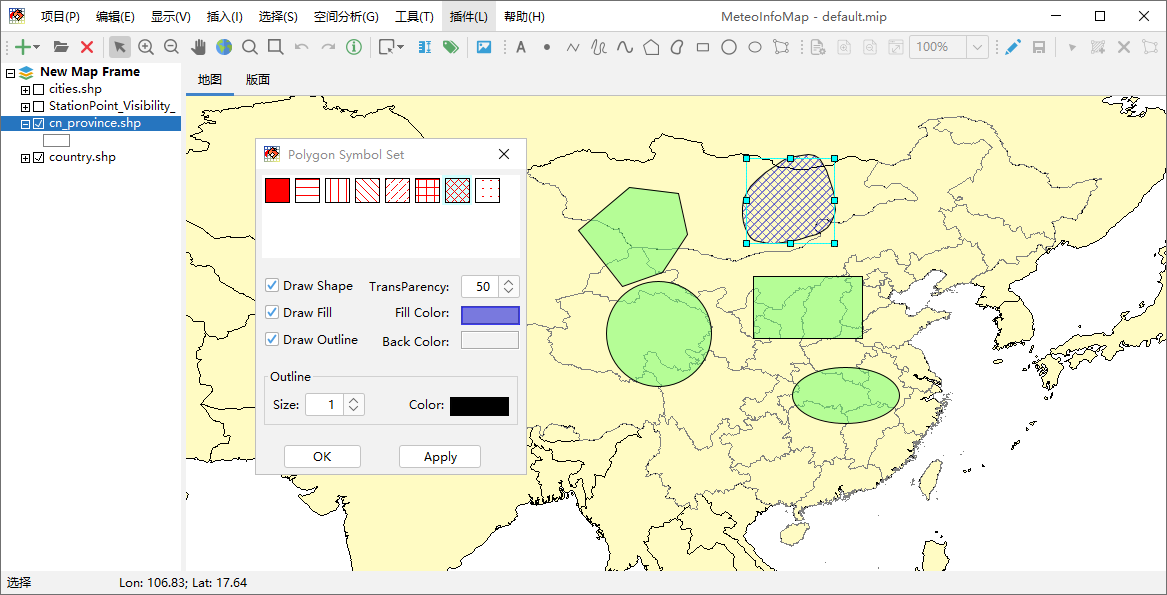 MeteoInfoMap - default.mip
项目(P) 编辑(E) 显示(V) 插入(I) 选择(S) 空间分析(G) 工具(T) 插件(L) 帮助(H)
A 100%
New Map Frame
cities.shp
StationPoint_Visibility_
cn_province.shp
country.shp
地图 版面
Polygon Symbol Set
Draw Shape TransParency: 50
Draw Fill Fill Color:
Draw Outline Back Color:
Outline
Size: 1 Color:
OK Apply
选择 Lon: 106.83; Lat: 17.64